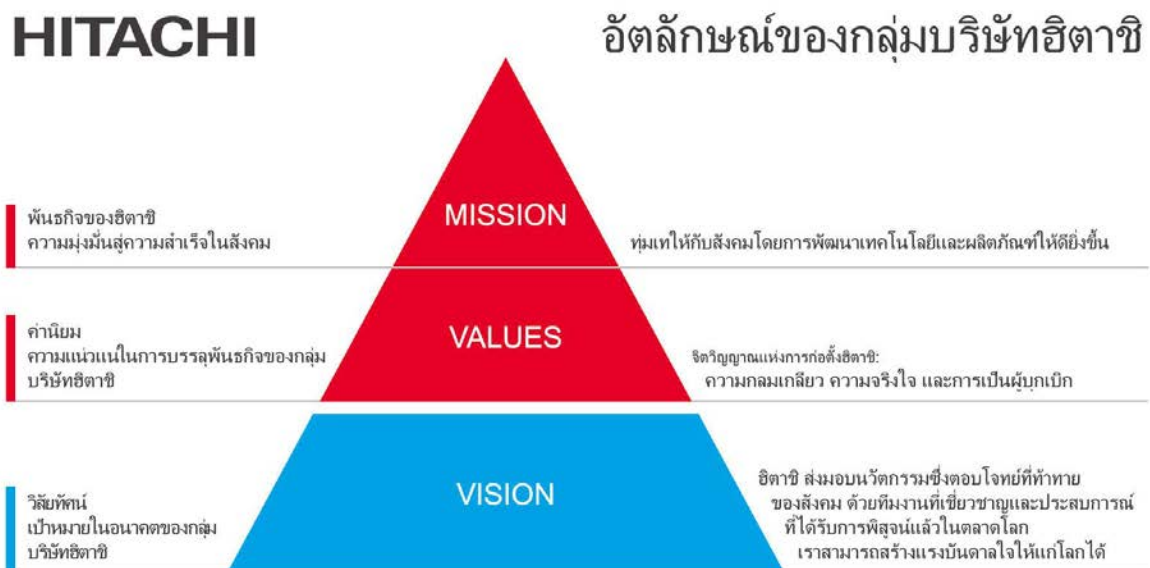 HITACHI
อัตลักษณ์ของกลุ่มบริษัทฮิตาชิ
พันธกิจของฮิตาชิ
ความมุ่งมั่นสู่ความสำเร็จในสังคม
MISSION
ทุ่มเทให้กับสังคมโดยการพัฒนาเทคโนโลยีและผลิตภัณฑ์ให้ดียิ่งขึ้น
ค่านิยม
ความแน่วแน่ในการบรรลุพันธกิจของกลุ่ม
บริษัทฮิตาชิ
VALUES
จิตวิญญาณแห่งการก่อตั้งฮิตาชิ:
ความกลมเกลียว ความจริงใจ และการเป็นผู้บุกเบิก
วิสัยทัศน์
เป้าหมายในอนาคตของกลุ่ม
บริษัทฮิตาชิ
VISION
ฮิตาชิ ส่งมอบนวัตกรรมซึ่งตอบโจทย์ที่ท้าทาย
ของสังคม ด้วยทีมงานที่เชี่ยวชาญและประสบการณ์
ที่ได้รับการพิสูจน์แล้วในตลาดโลก
เราสามารถสร้างแรงบันดาลใจให้แก่โลกได้